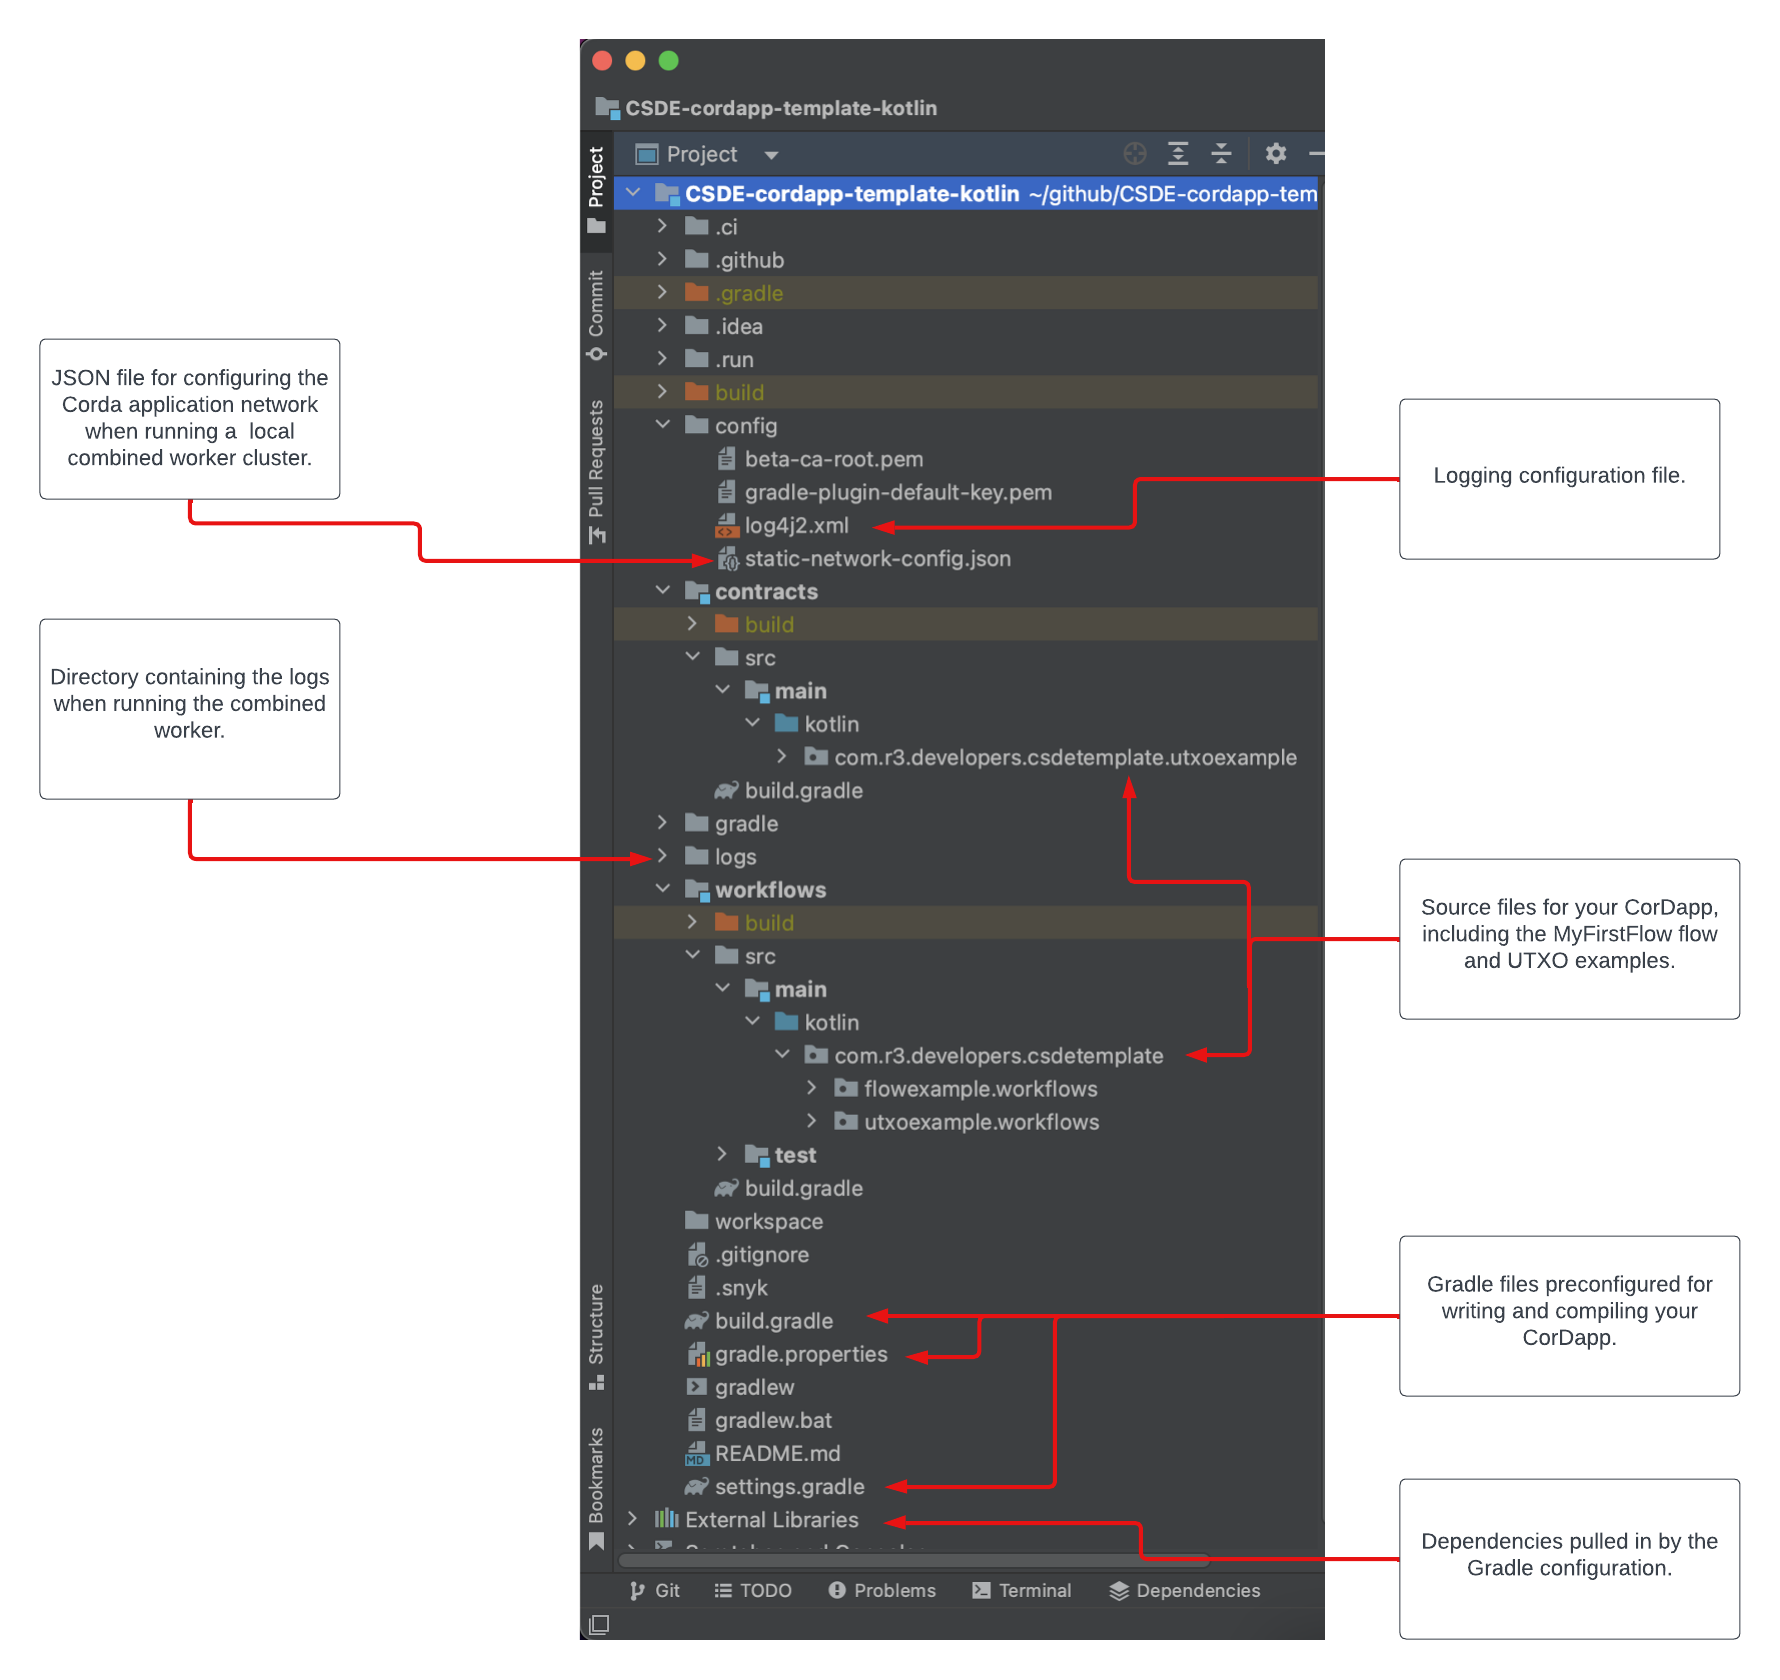 CSDE-cordapp-template-kotlin
Project
Project
Commit
Pull Requests
Structure
Bookmarks
CSDE-cordapp-template-kotlin ~/github/CSDE-cordapp-tem
.ci
.github
.gradle
.idea
.run
build
config
beta-ca-root.pem
gradle-plugin-default-key.pem
log4j2.xml
static-network-config.json
contracts
build
src
main
kotlin
com.r3.developers.csdetemplate.utxoexample
build.gradle
gradle
logs
workflows
build
src
main
kotlin
com.r3.developers.csdetemplate
flowexample.workflows
utxoexample.workflows
test
build.gradle
workspace
.gitignore
.snyk
build.gradle
gradle.properties
gradlew
gradlew.bat
README.md
settings.gradle
External Libraries
Git
TODO
Problems
Terminal
Dependencies
JSON file for configuring the
Corda application network
when running a local
combined worker cluster.
Directory containing the logs
when running the combined
worker.
Logging configuration file.
Source files for your CorDapp,
including the MyFirstFlow flow
and UTXO examples.
Gradle files preconfigured for
writing and compiling your
CorDapp.
Dependencies pulled in by the
Gradle configuration.